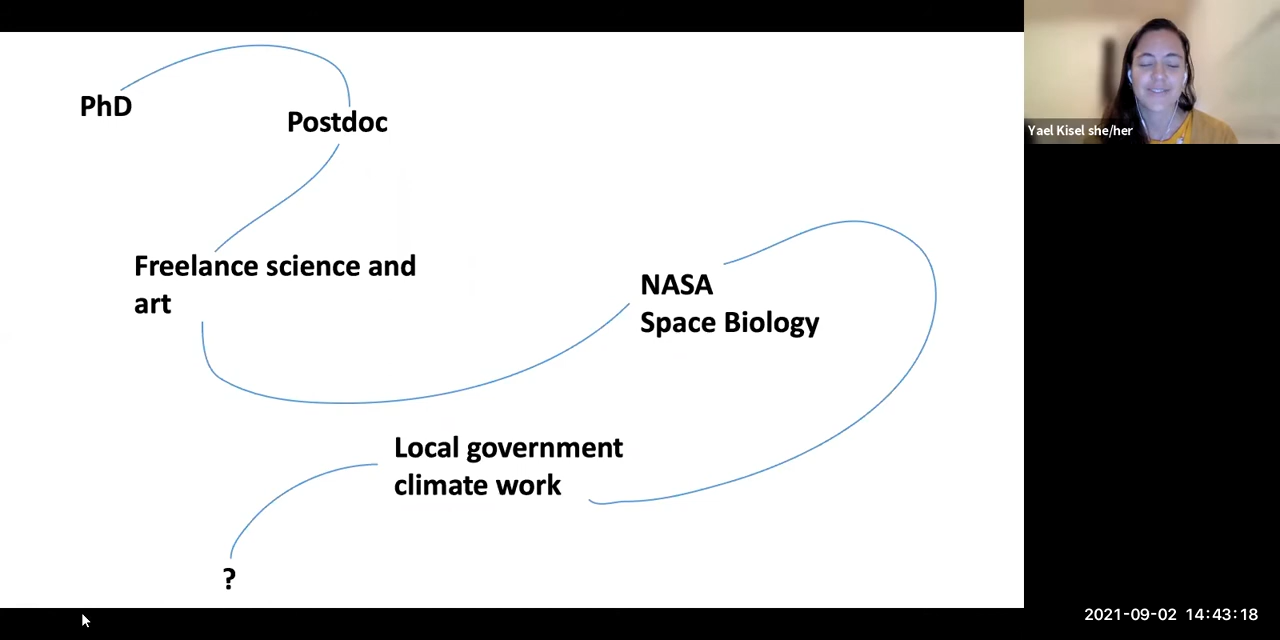 PhD
Postdoc
Freelance science and
art
NASA
Space Biology
Local government
climate work
?
Yael Kisel she/her
2021-09-02 14:43:18